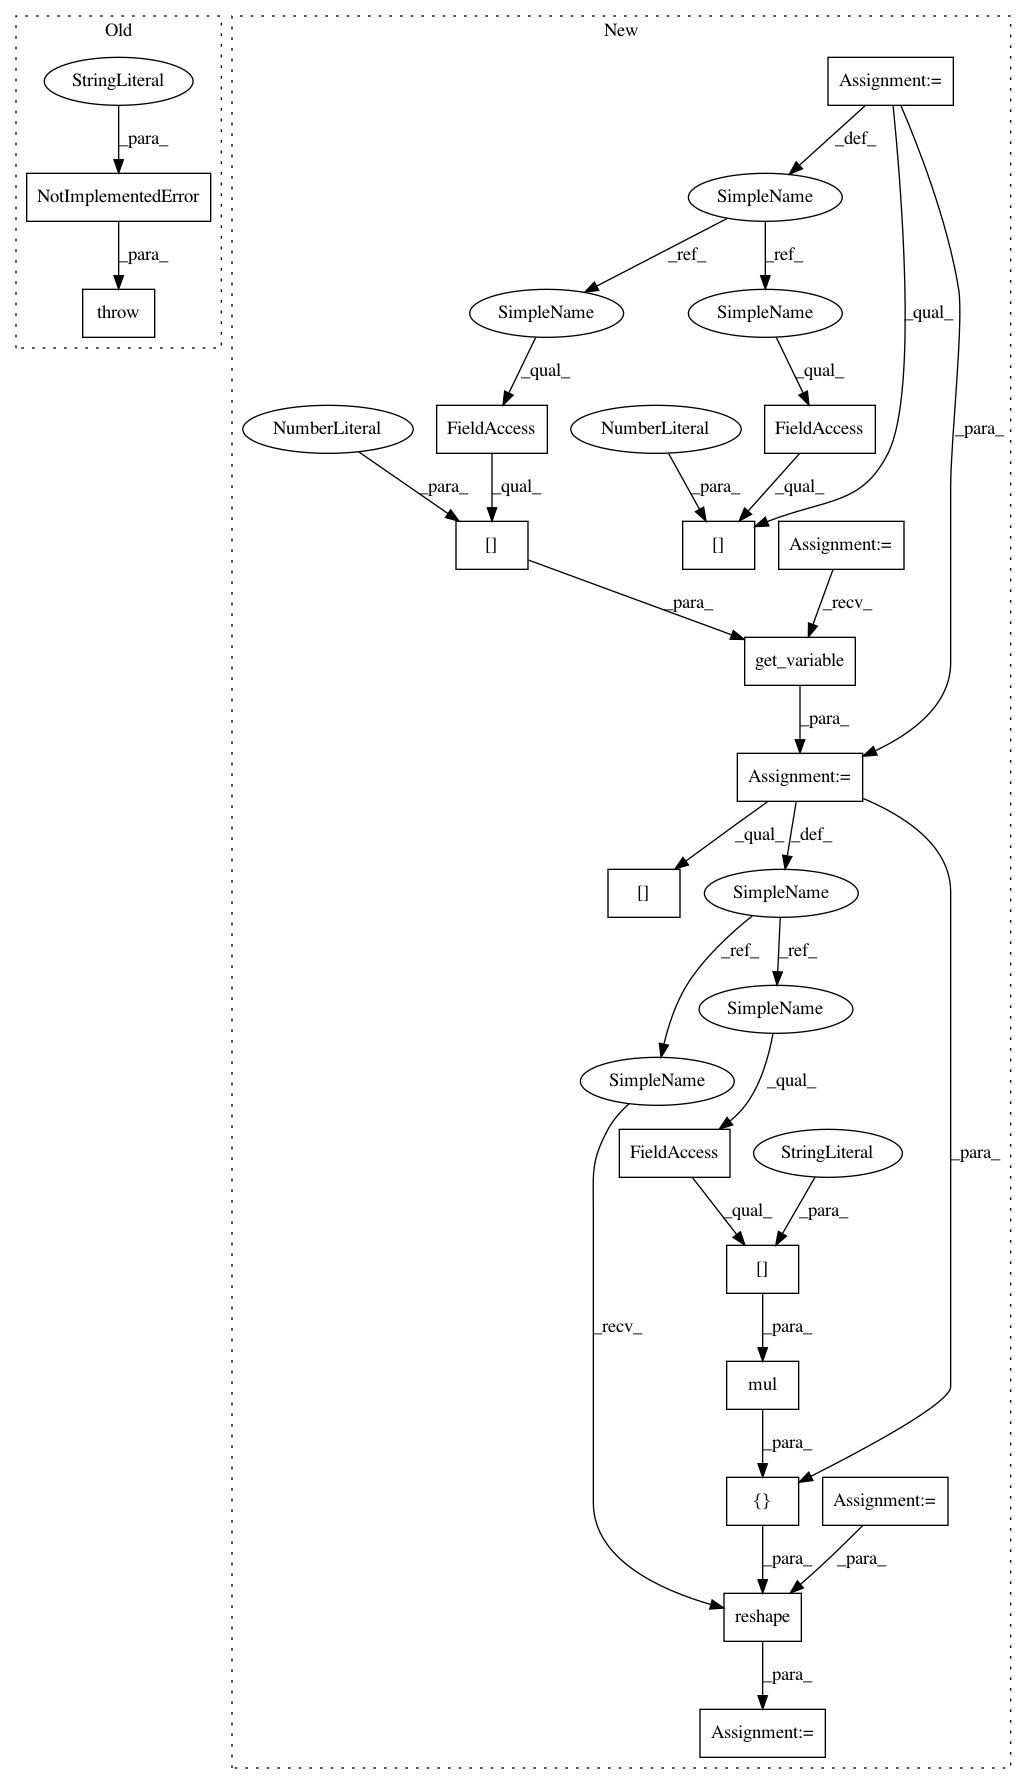 Old
New
StringLiteral
Assignment:=
_para_
_def_
NotImplementedError
SimpleName
_para_
_ref_
_ref_
throw
SimpleName
SimpleName
_qual_
_qual_
_qual_
NumberLiteral
FieldAccess
NumberLiteral
FieldAccess
_para_
_para_
_qual_
_para_
_qual_
[]
[]
Assignment:=
_para_
_recv_
get_variable
_para_
Assignment:=
_qual_
_def_
[]
SimpleName
_ref_
_ref_
SimpleName
SimpleName
_qual_
FieldAccess
StringLiteral
_para_
_qual_
_para_
[]
_recv_
_para_
mul
_para_
{}
Assignment:=
_para_
_para_
reshape
_para_
Assignment:=